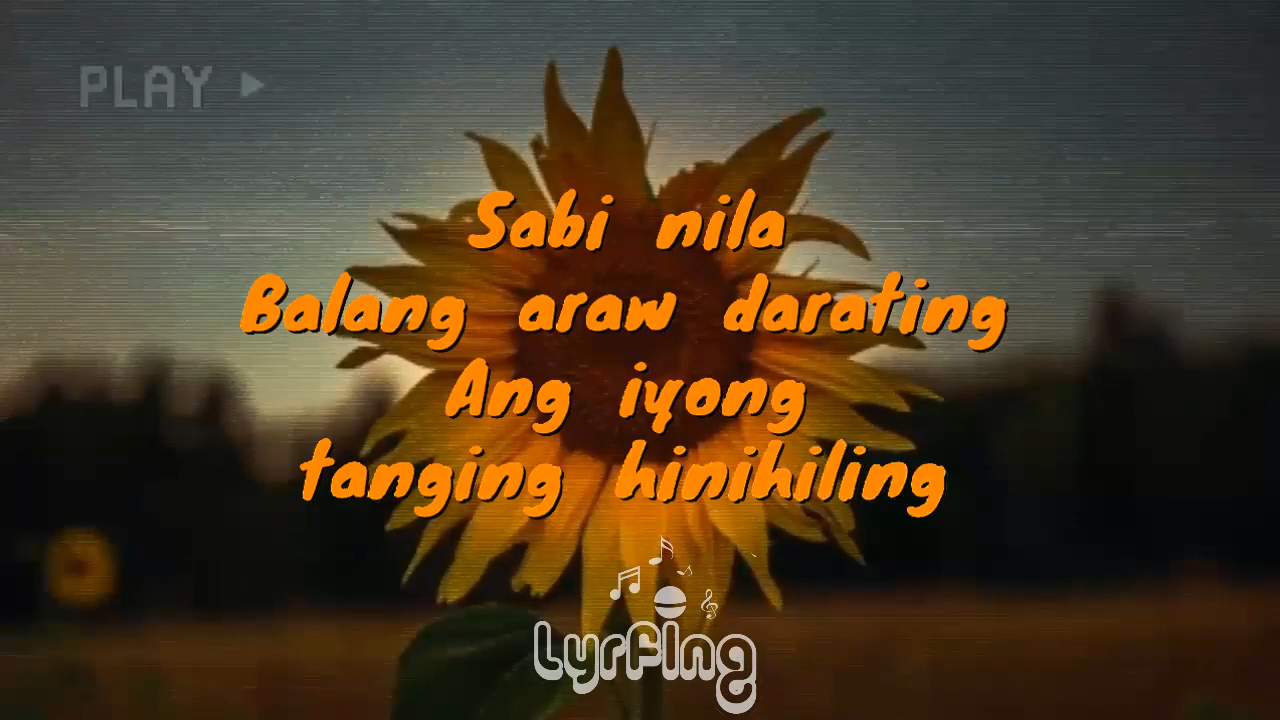 PLAY
Sabi nila
Balang araw darating
Ang iyong
tanging hinihiling
LyrFing